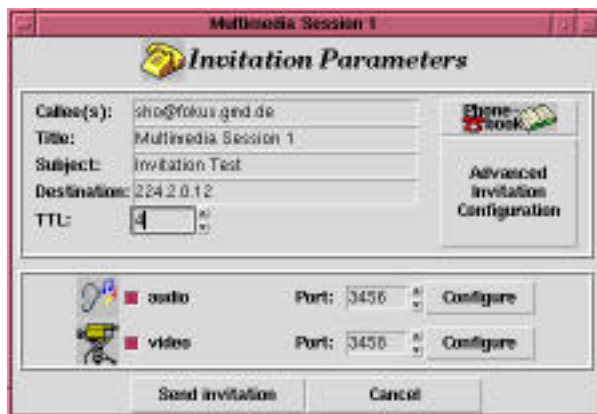 Multimedia Session 1
Invitation Parameters
Callee(s): sho@fokus.gmd.de
Title: Multimedia Session 1
Subject: Invitation Test
Destination: 224.2.0.12
TTL: 4
Phone-
book
Advanced
Invitation
Configuration
audio Port: 3456 Configure
video Port: 3456 Configure
Send invitation Cancel